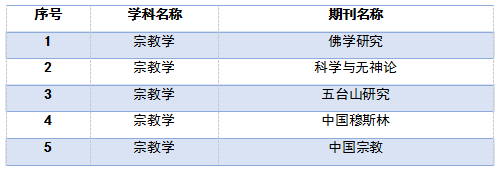 序号 学科名称 期刊名称
1 宗教学 佛学研究
2 宗教学 科学与无神论
3 宗教学 五台山研究
4 宗教学 中国穆斯林
5 宗教学 中国宗教